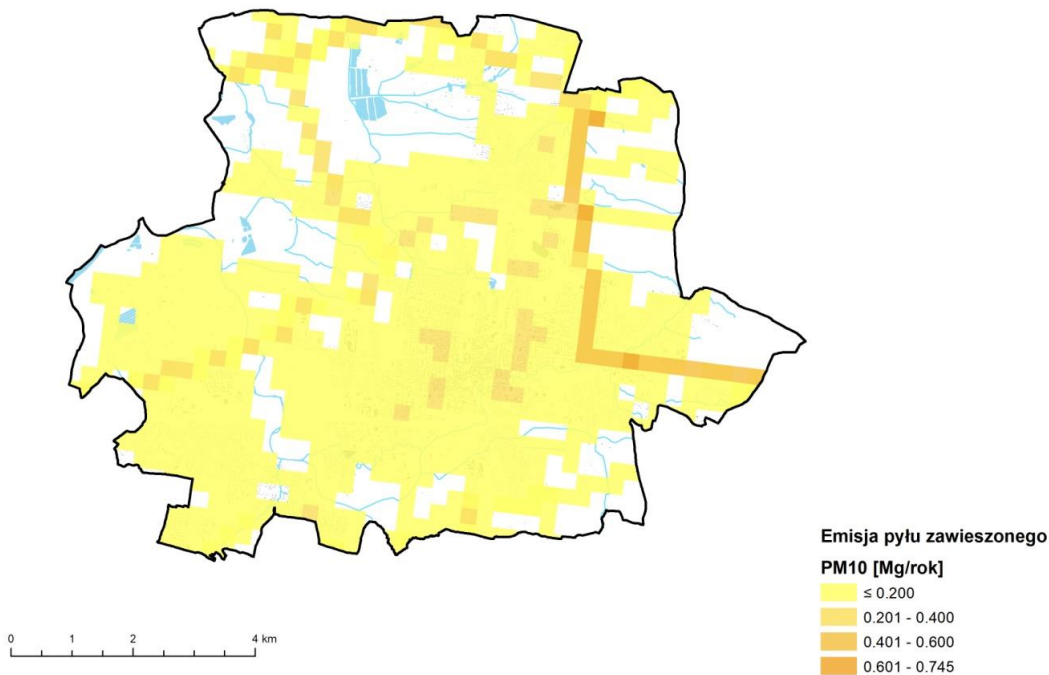 Emisja pyłu zawieszonego
PM10 [Mg/rok]
≤ 0.200
0.201 - 0.400
0.401 - 0.600
0.601 - 0.745
0 1 2 4 km